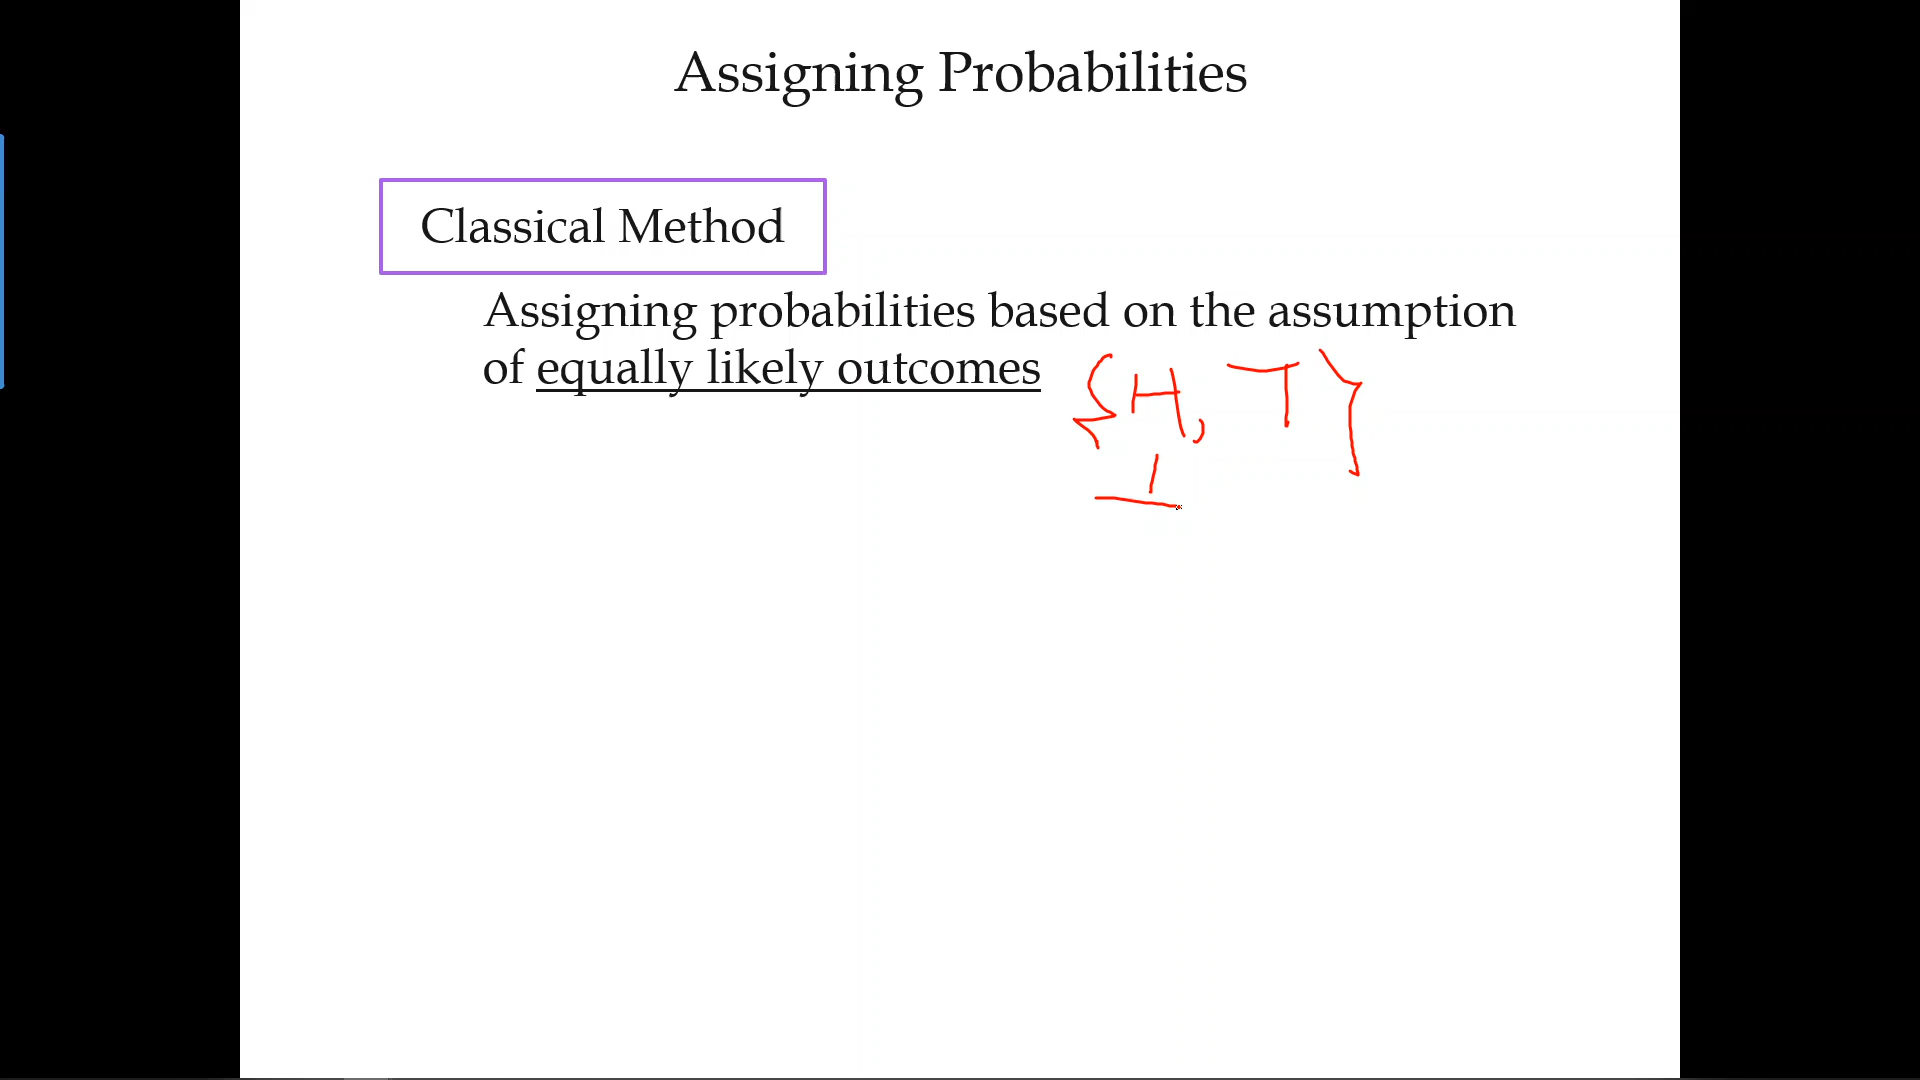 Assigning Probabilities
Classical Method
Assigning probabilities based on the assumption
of equally likely outcomes {H, T}
1